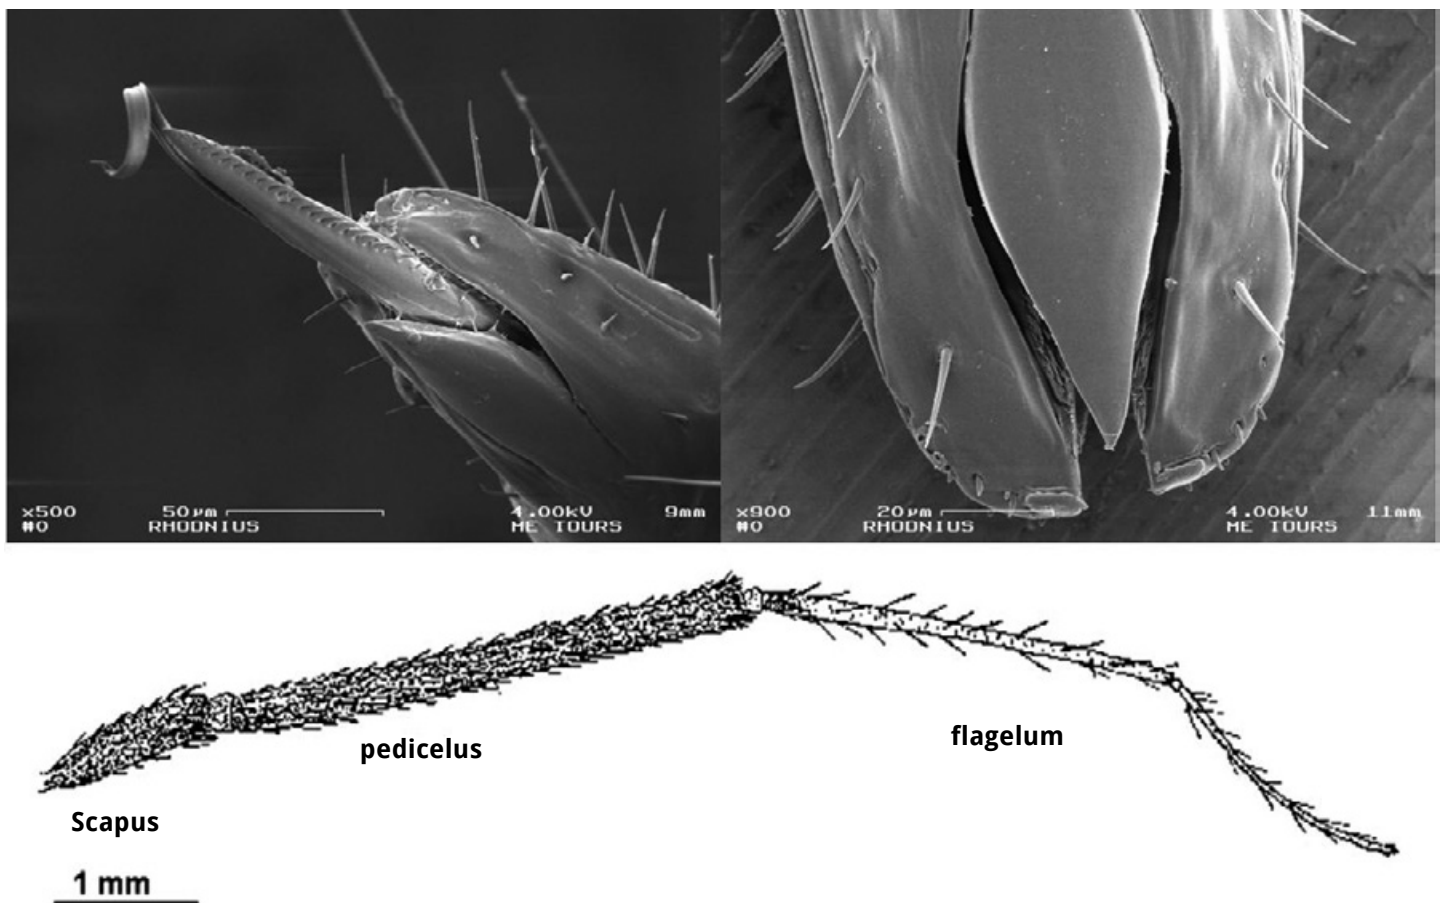 x500 50µm 4.00kV 9mm
#0 RHODNIUS ME TOURS
x900 20µm 4.00kV 11mm
#0 RHODNIUS ME TOURS
flagelum
pedicelus
Scapus
1 mm